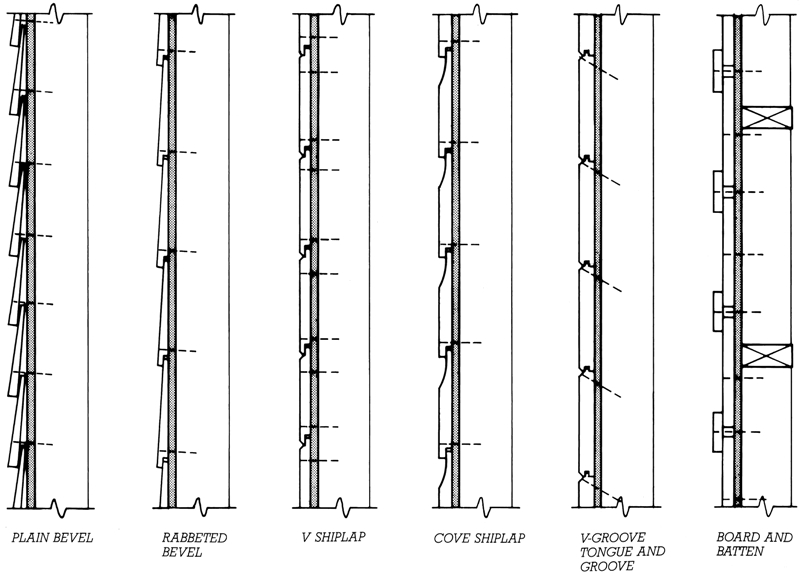 PLAIN BEVEL
RABBETED
BEVEL
V SHIPLAP
COVE SHIPLAP
V-GROOVE
TONGUE AND
GROOVE
BOARD AND
BATTEN